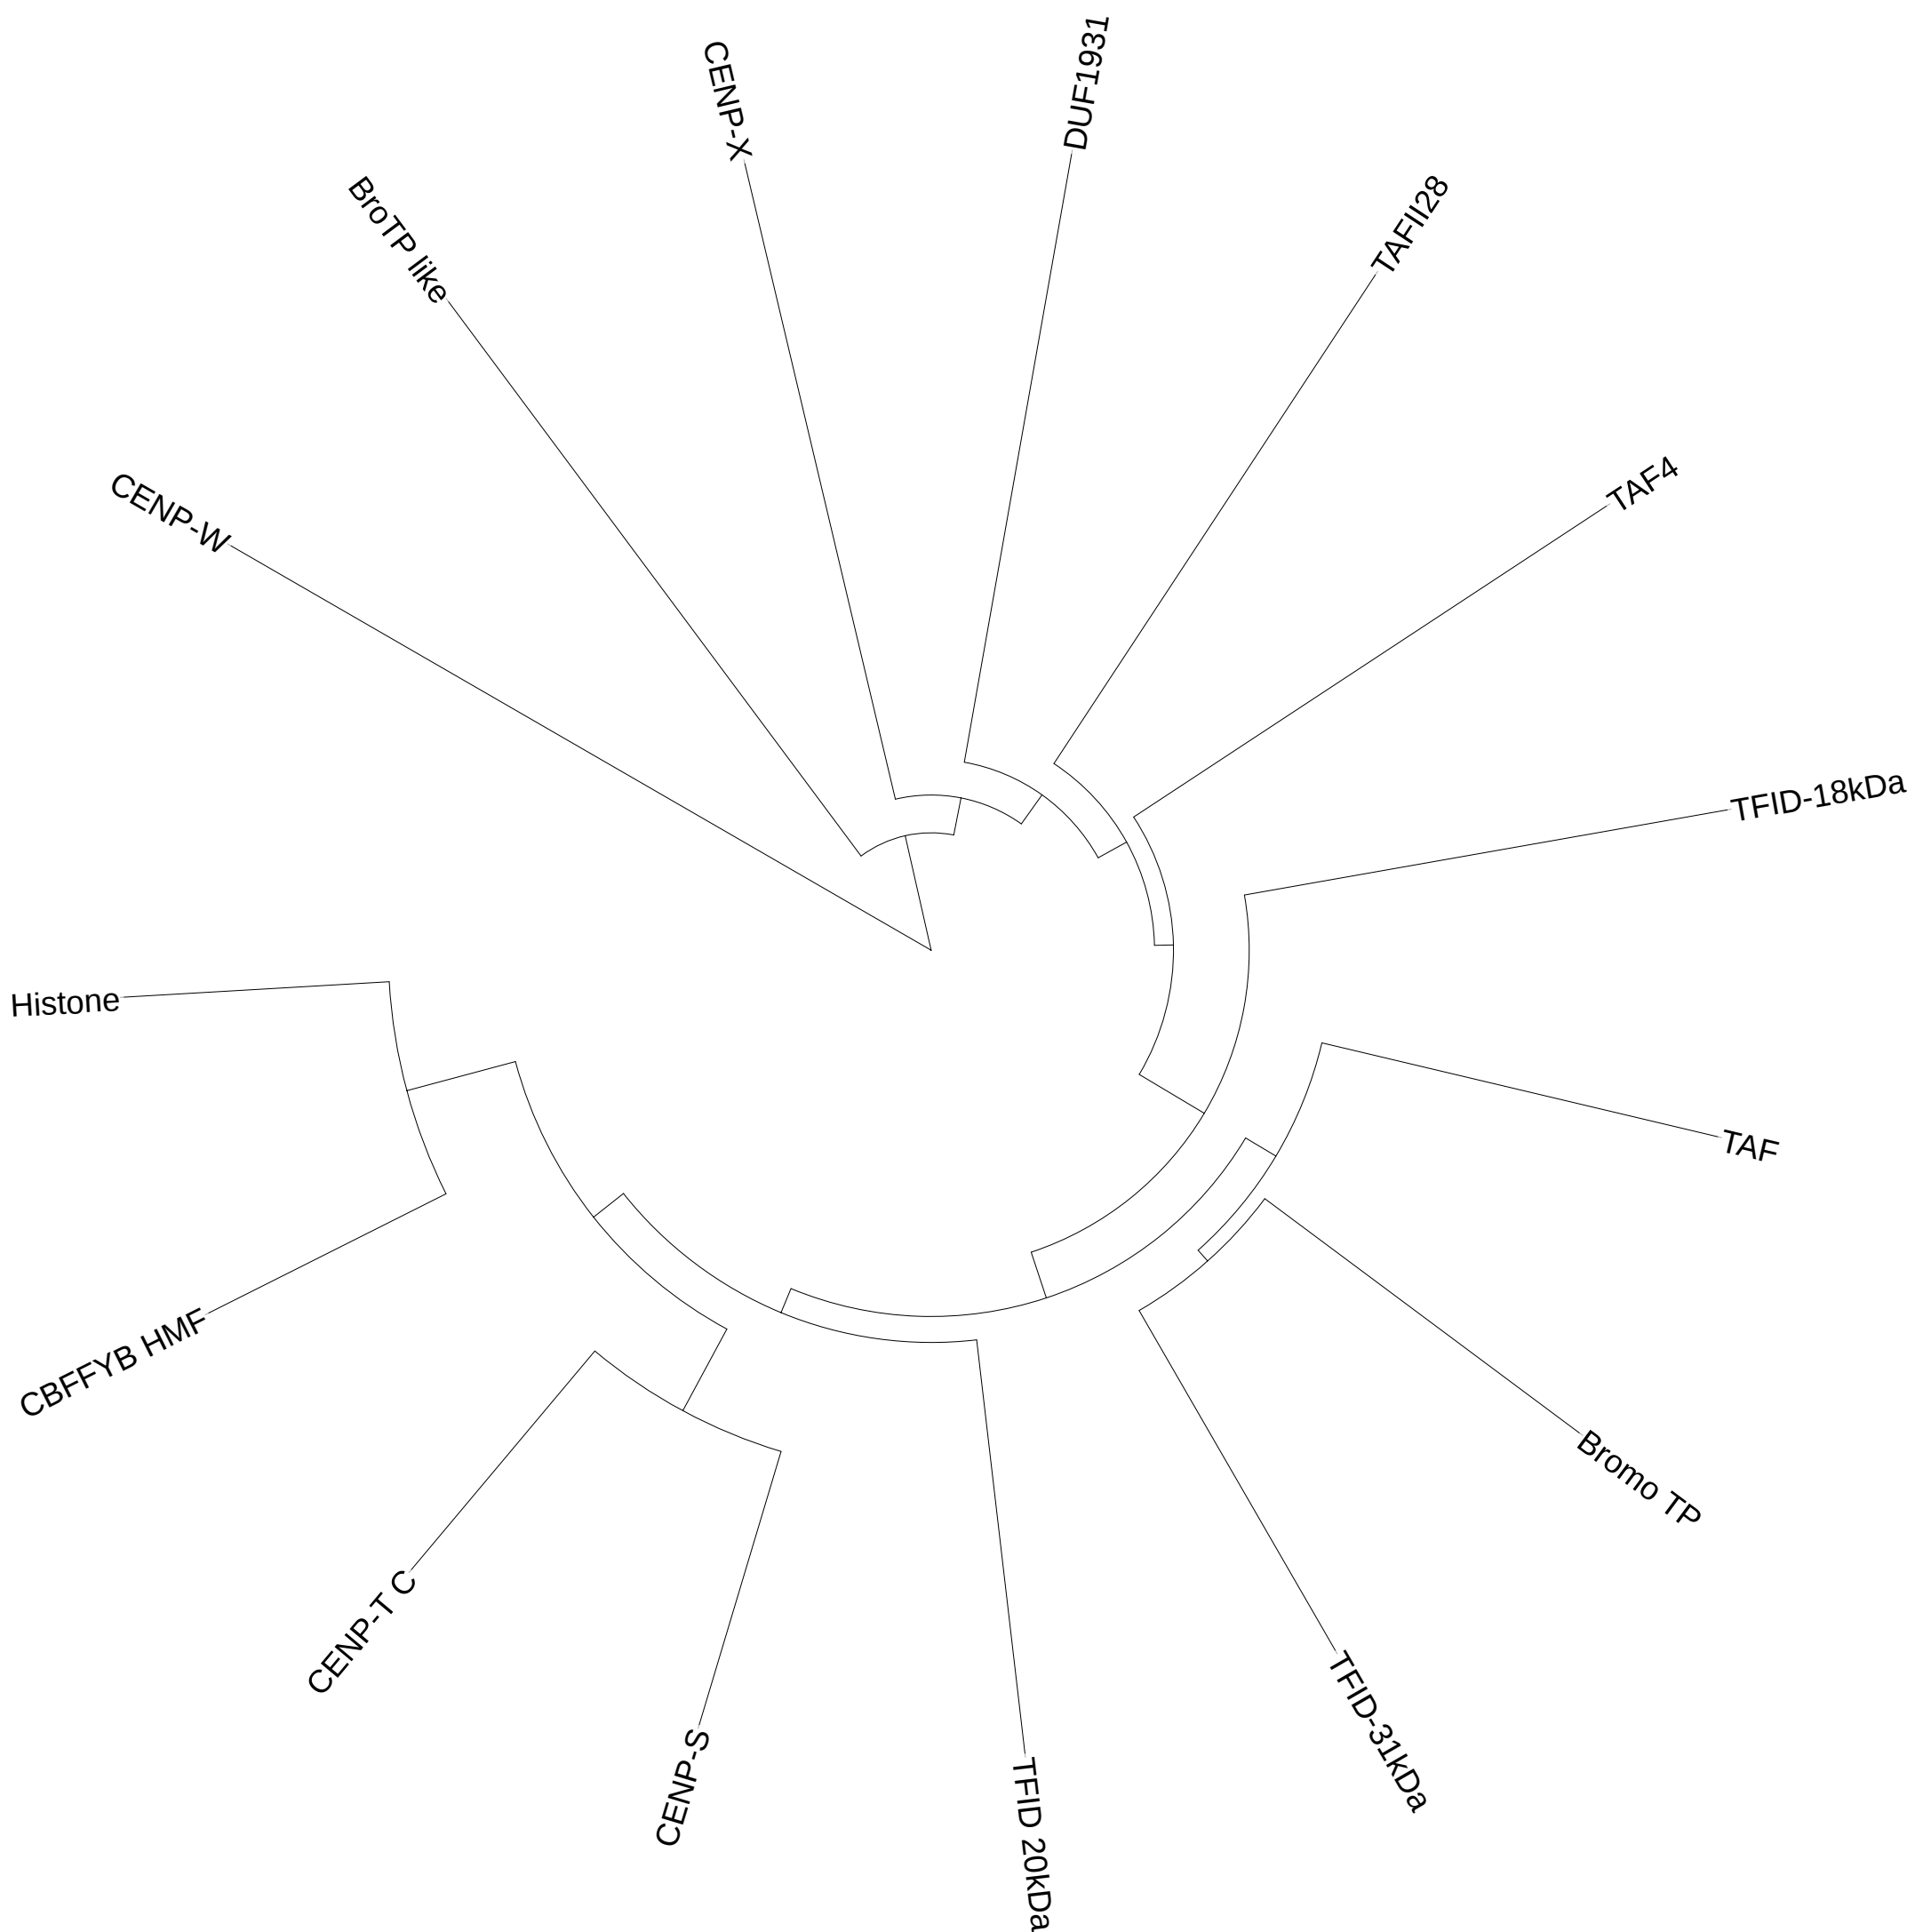 DUF1931
CENP-X
TAFII28
BroTP like
TAF4
CENP-W
TFID-18kDa
Histone
TAF
CBFFYB HMF
Bromo TP
CENP-T C
TFID-31kDa
CENP-S
TFID 20kDa